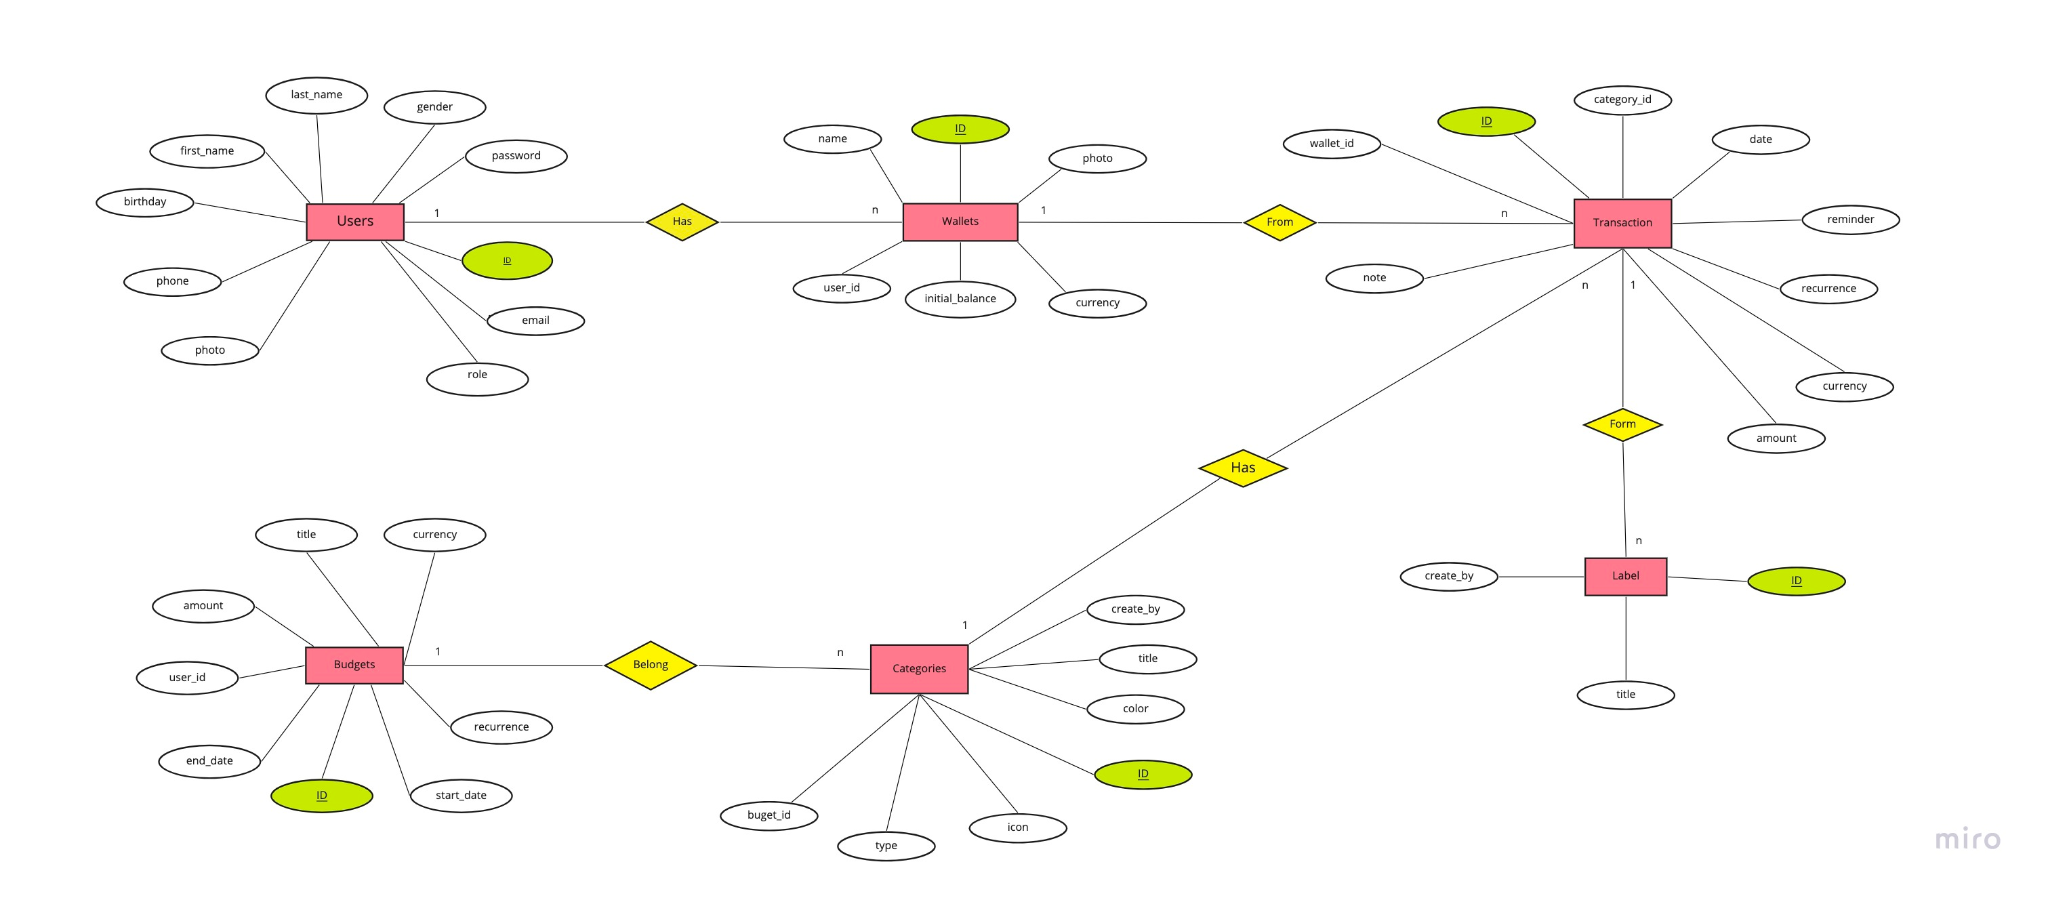 last_name
gender
first_name
password
birthday
Users
1
ID
phone
email
photo
role
Has
n
name
ID
photo
Wallets
1
user_id
initial_balance
currency
From
n
category_id
ID
date
wallet_id
reminder
Transaction
note
n
1
recurrence
currency
amount
Form
Has
n
Label
create_by
ID
title
title
currency
amount
Budgets
1
user_id
recurrence
end_date
ID
start_date
Belong
n
1
Categories
create_by
title
color
ID
buget_id
type
icon
miro